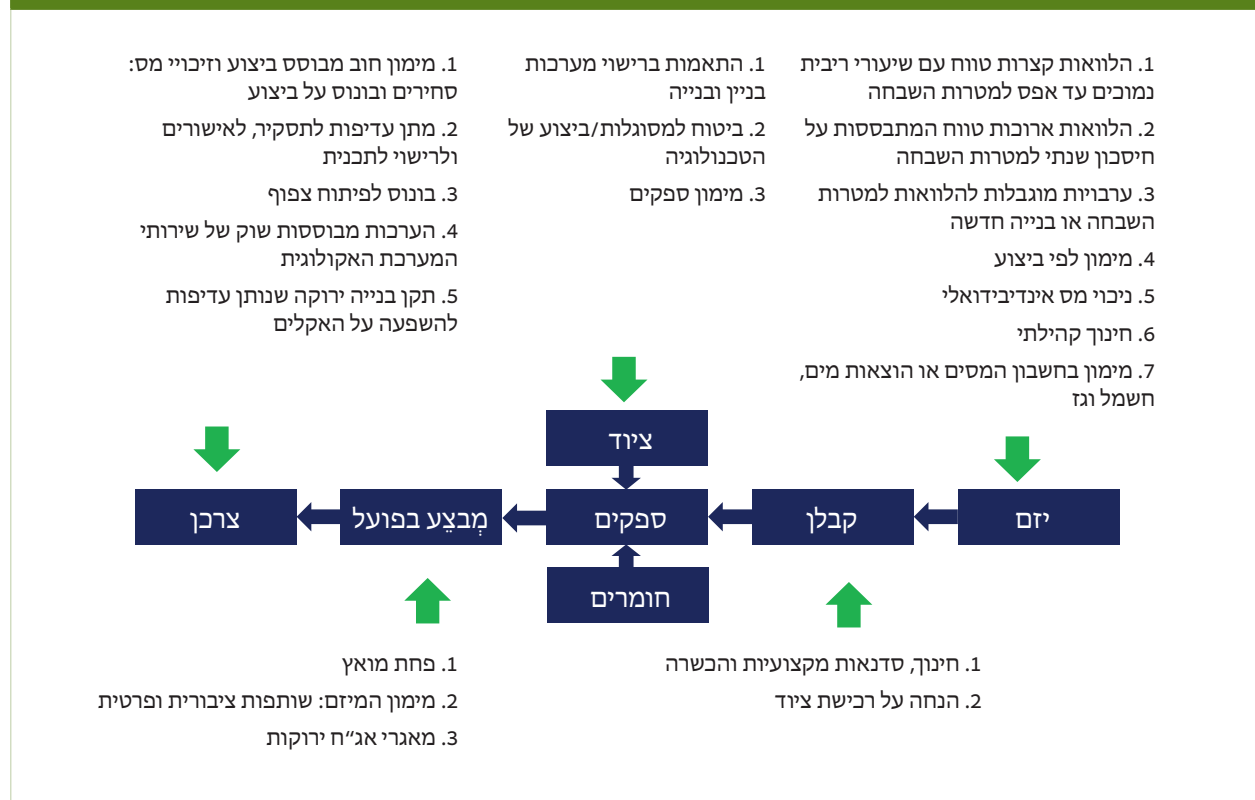 1. הלוואות קצרות טווח עם שיעורי ריבית
נמוכים עד אפס למטרות השבחה
2. הלוואות ארוכות טווח המתבססות על
חיסכון שנתי למטרות השבחה
3. ערבויות מוגבלות להלוואות למטרות
השבחה או בנייה חדשה
4. מימון לפי ביצוע
5. ניכוי מס אינדיבידואלי
6. חינוך קהילתי
7. מימון בחשבון המסים או הוצאות מים,
חשמל וגז
1. התאמות ברישוי מערכות
בניין ובנייה
2. ביטוח למסוגלות/ביצוע של
הטכנולוגיה
3. מימון ספקים
1. מימון חוב מבוסס ביצוע וזיכויי מס:
סחירים ובונוס על ביצוע
2. מתן עדיפות לתסקיר, לאישורים
ולרישוי לתכנית
3. בונוס לפיתוח צפוף
4. הערכות מבוססות שוק של שירותי
המערכת האקולוגית
5. תקן בנייה ירוקה שנותן עדיפות
להשפעה על האקלים
ציוד
יזם
קבלן
ספקים
מְבצֵע בפועל
צרכן
חומרים
1. חינוך, סדנאות מקצועיות והכשרה
2. הנחה על רכישת ציוד
1. פחת מואץ
2. מימון המיזם: שותפות ציבורית ופרטית
3. מאגרי אג״ח ירוקות